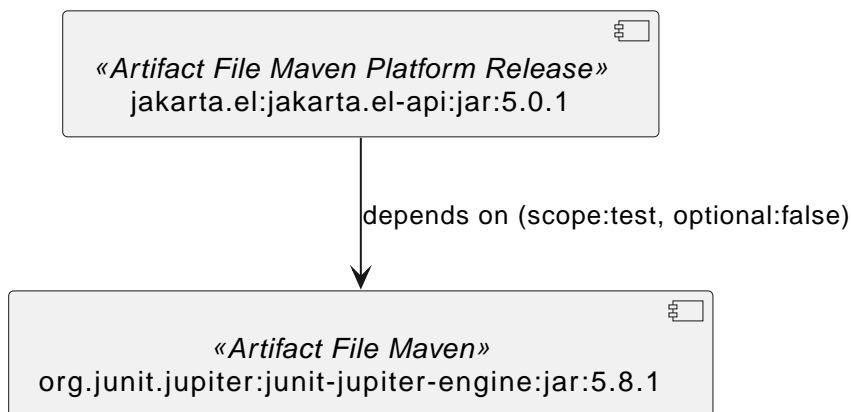 «Artifact File Maven Platform Release»
jakarta.el:jakarta.el-api:jar:5.0.1
depends on (scope:test, optional:false)
«Artifact File Maven»
org.junit.jupiter:junit-jupiter-engine:jar:5.8.1